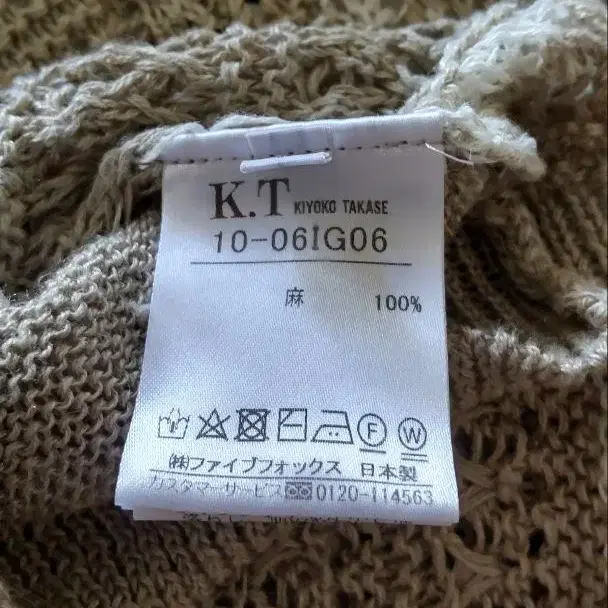 K.T KIYOKO TAKASE
10-06IG06
麻 100%
F W
㈱ファイブフォックス 日本製
カスタマーサービス 0120-114563